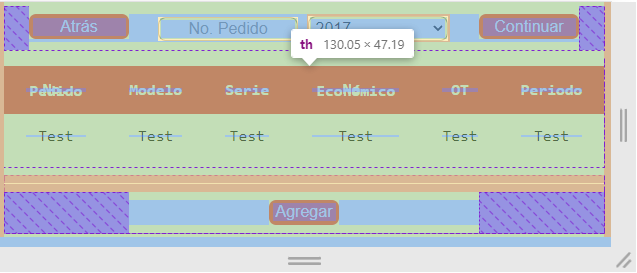 Atrás No. Pedido 2017 Continuar
th 130.05 × 47.19
No. Pedido Modelo Serie No. Económico OT Periodo
Test Test Test Test Test Test
Agregar